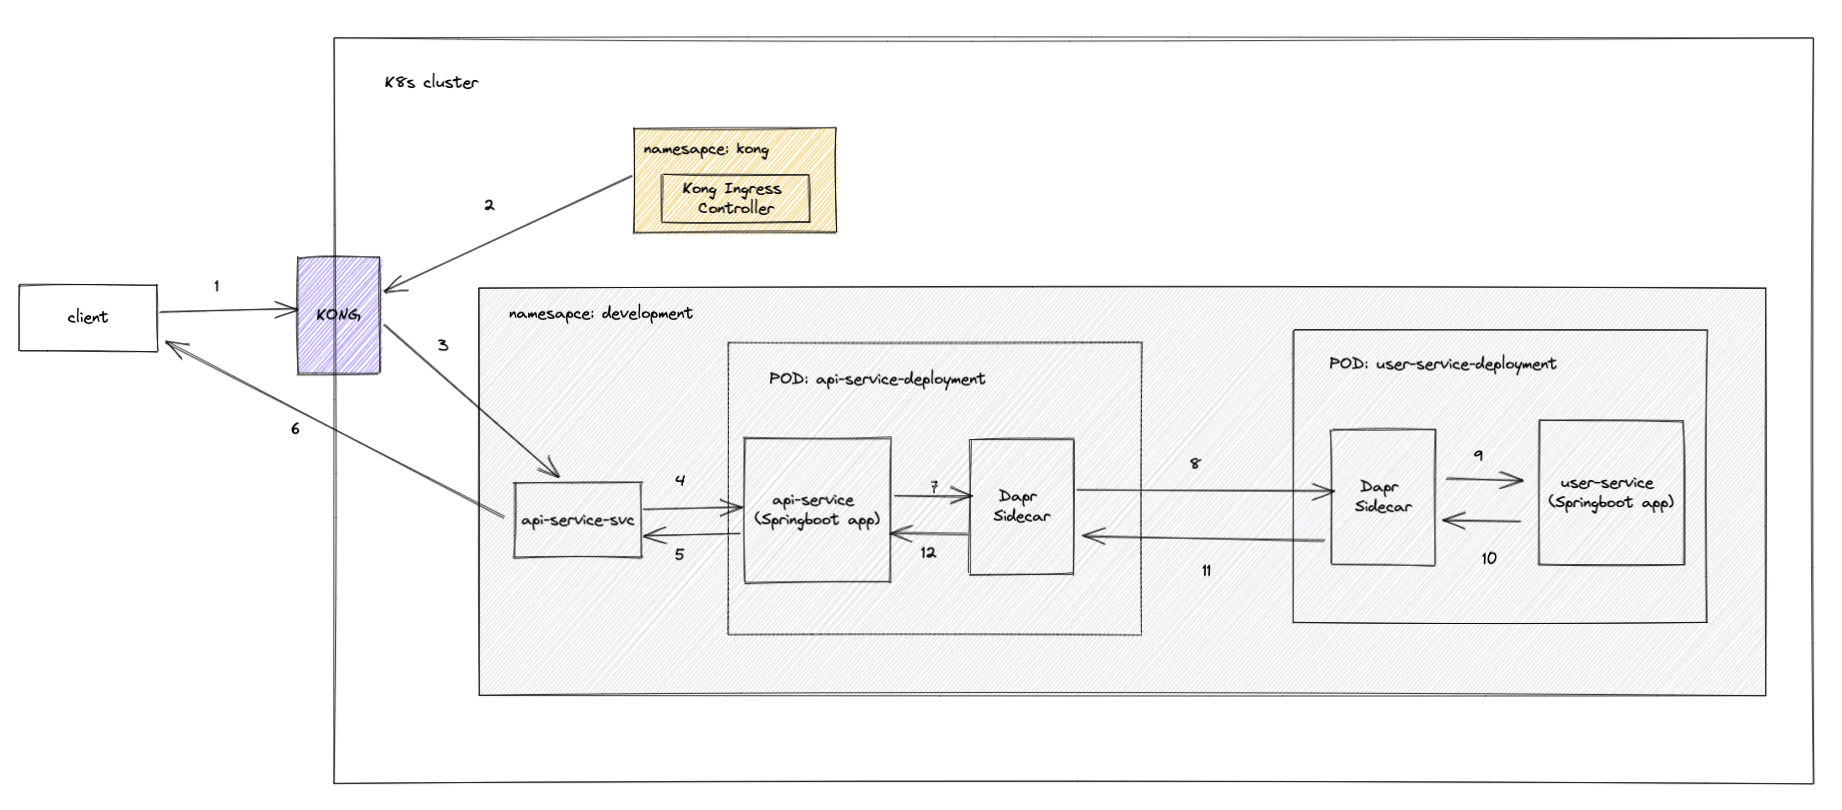 K8s cluster
namesapce: kong
Kong Ingress
Controller
2
1
client
KONG
3
6
namesapce: development
POD: api-service-deployment
POD: user-service-deployment
api-service-svc
4
5
api-service
(Springboot app)
7
12
Dapr
Sidecar
8
11
Dapr
Sidecar
9
10
user-service
(Springboot app)